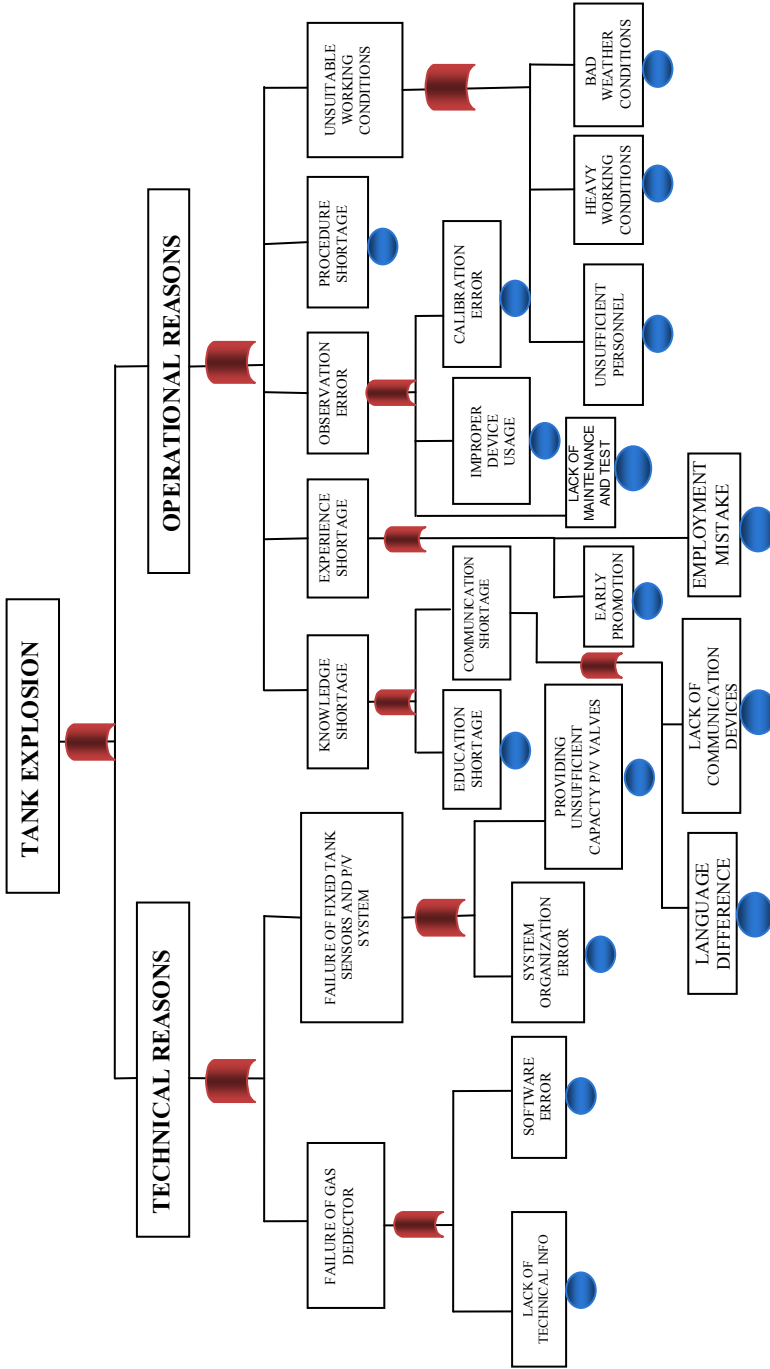 TANK EXPLOSION
TECHNICAL REASONS
OPERATIONAL REASONS
FAILURE OF GAS
DEDECTOR
FAILURE OF FIXED TANK
SENSORS AND P/V
SYSTEM
KNOWLEDGE
SHORTAGE
EXPERIENCE
SHORTAGE
OBSERVATION
ERROR
PROCEDURE
SHORTAGE
UNSUITABLE
WORKING
CONDITIONS
LACK OF
TECHNICAL INFO
SOFTWARE
ERROR
SYSTEM
ORGANİZATION
ERROR
PROVIDING
UNSUFFICIENT
CAPACTY P/V VALVES
EDUCATION
SHORTAGE
COMMUNICATION
SHORTAGE
IMPROPER
DEVICE
USAGE
CALIBRATION
ERROR
LACK OF
MAINTENANCE
AND TEST
EARLY
PROMOTION
UNSUFFICIENT
PERSONNEL
HEAVY
WORKING
CONDITIONS
BAD
WEATHER
CONDITIONS
LANGUAGE
DIFFERENCE
LACK OF
COMMUNICATION
DEVICES
EMPLOYMENT
MISTAKE